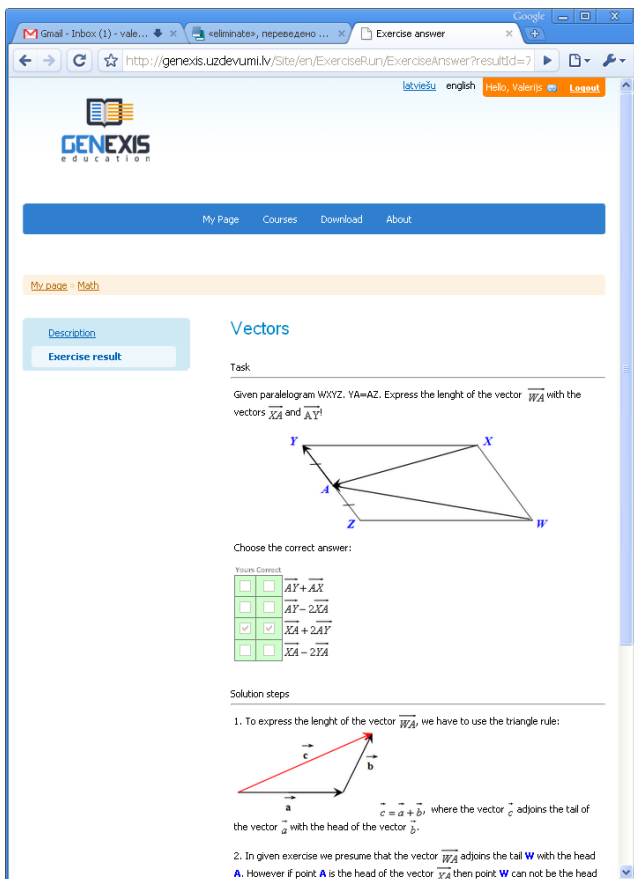 Google
Gmail - Inbox (1) - vale...
«eliminate», переведено ...
Exercise answer
http://genexis.uzdevumi.lv/Site/en/ExerciseRun/ExerciseAnswer?resultId=7
latviešu english Hello, Valerijs Logout
GENEXIS
education
My Page Courses Download About
My page » Math
Description
Exercise result
Vectors
Task
Given paralelogram WXYZ. YA=AZ. Express the lenght of the vector WA with the
vectors XA and AY!
Y X
A
Z W
Choose the correct answer:
Yours Correct
AY+AX
AY-2XA
XA+2AY
XA-2YA
Solution steps
1. To express the lenght of the vector WA, we have to use the triangle rule:
c
b
a
c=a+b, where the vector c adjoins the tail of
the vector a with the head of the vector b.
2. In given exercise we presume that the vector WA adjoins the tail W with the head
A. However if point A is the head of the vector XA then point W can not be the head